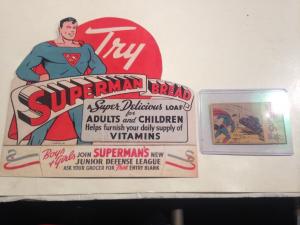 Try
SUPERMAN BREAD
a Super-Delicious LOAF
for
ADULTS AND CHILDREN
Helps furnish your daily supply of
VITAMINS
Boys & Girls JOIN SUPERMAN'S NEW
JUNIOR DEFENSE LEAGUE
ASK YOUR GROCER FOR Free ENTRY BLANK